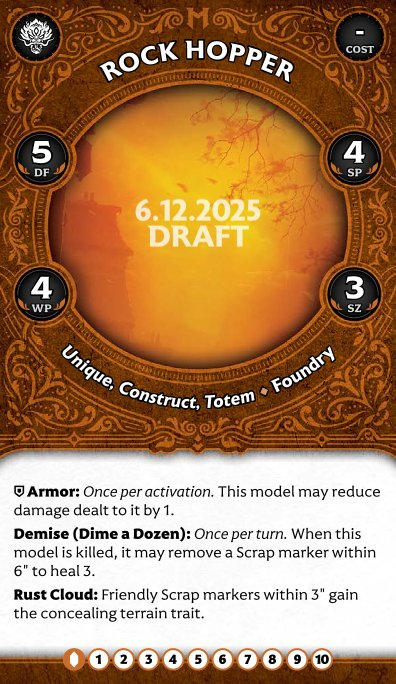 -
COST
ROCK HOPPER
5
DF
4
SP
6.12.2025
DRAFT
4
WP
3
SZ
Unique, Construct, Totem ♦ Foundry
Armor: Once per activation. This model may reduce
damage dealt to it by 1.
Demise (Dime a Dozen): Once per turn. When this
model is killed, it may remove a Scrap marker within
6" to heal 3.
Rust Cloud: Friendly Scrap markers within 3" gain
the concealing terrain trait.
1 2 3 4 5 6 7 8 9 10